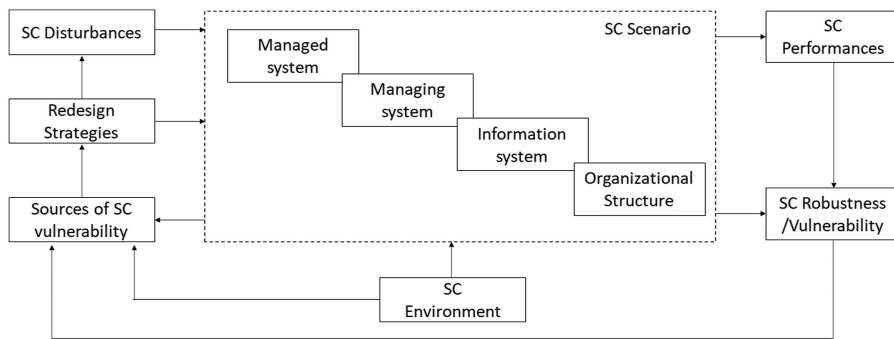 SC Disturbances
Redesign
Strategies
Sources of SC
vulnerability
SC Scenario
Managed
system
Managing
system
Information
system
Organizational
Structure
SC
Environment
SC
Performances
SC Robustness
/Vulnerability